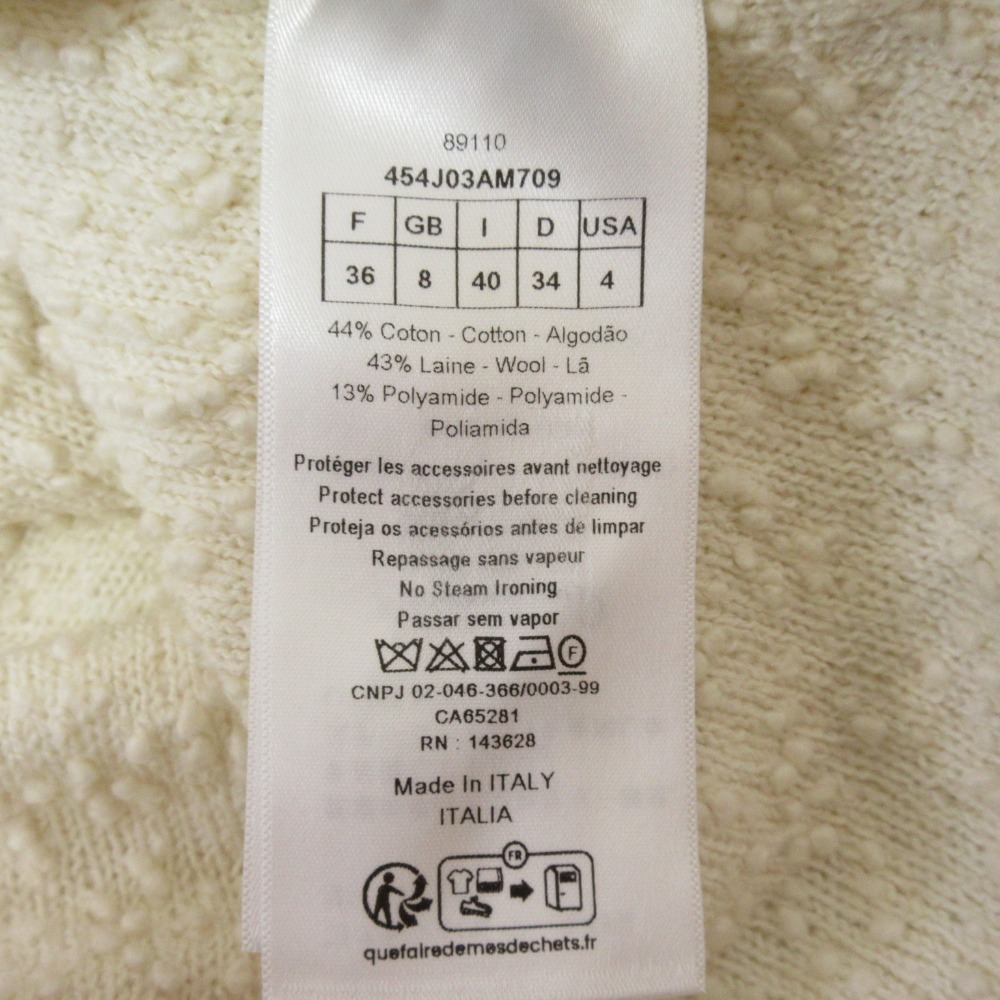 89110
454J03AM709
F GB I D USA
36 8 40 34 4
44% Coton - Cotton - Algodão
43% Laine - Wool - Lã
13% Polyamide - Polyamide -
Poliamida
Protéger les accessoires avant nettoyage
Protect accessories before cleaning
Proteja os acessórios antes de limpar
Repassage sans vapeur
No Steam Ironing
Passar sem vapor
F
CNPJ 02-046-366/0003-99
CA65281
RN : 143628
Made In ITALY
ITALIA
FR
quefairedemesdechets.fr